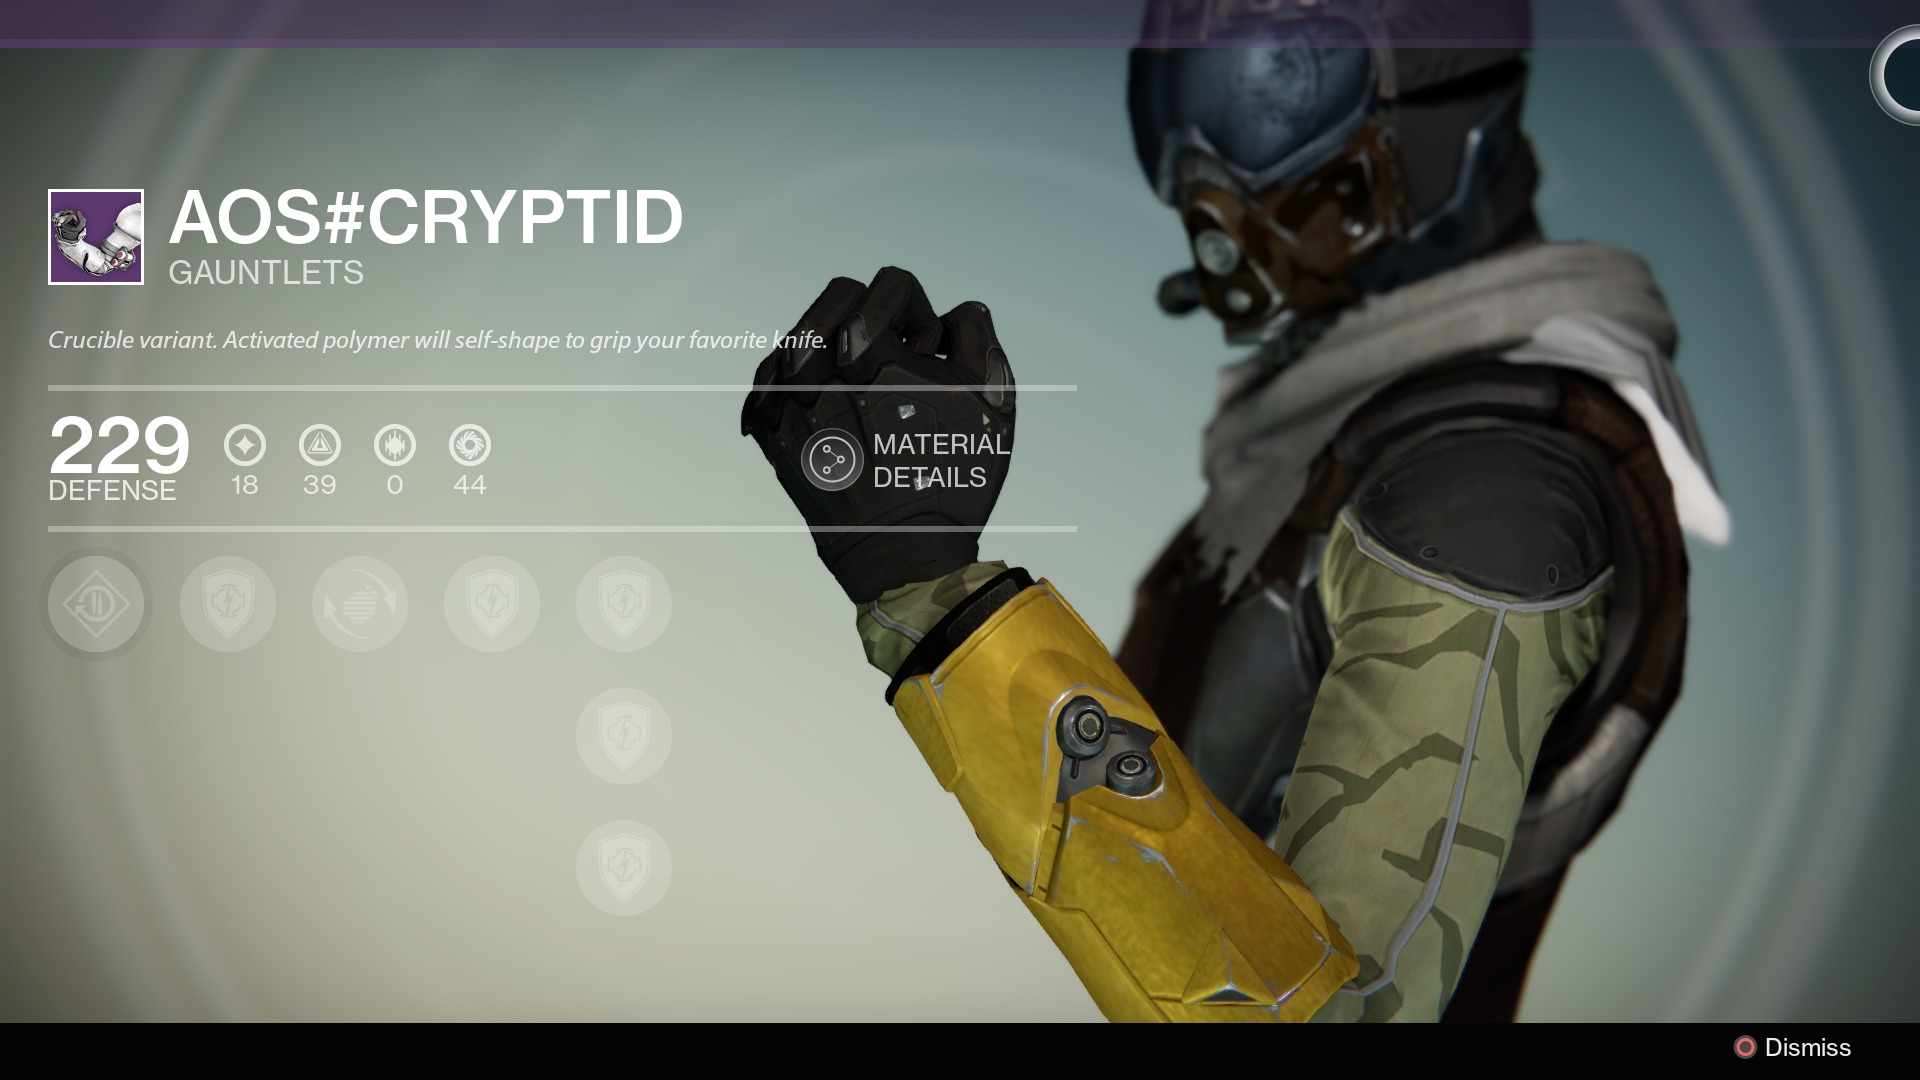 AOS#CRYPTID
GAUNTLETS
Crucible variant. Activated polymer will self-shape to grip your favorite knife.
229
DEFENSE
18
39
0
44
MATERIAL
DETAILS
Dismiss